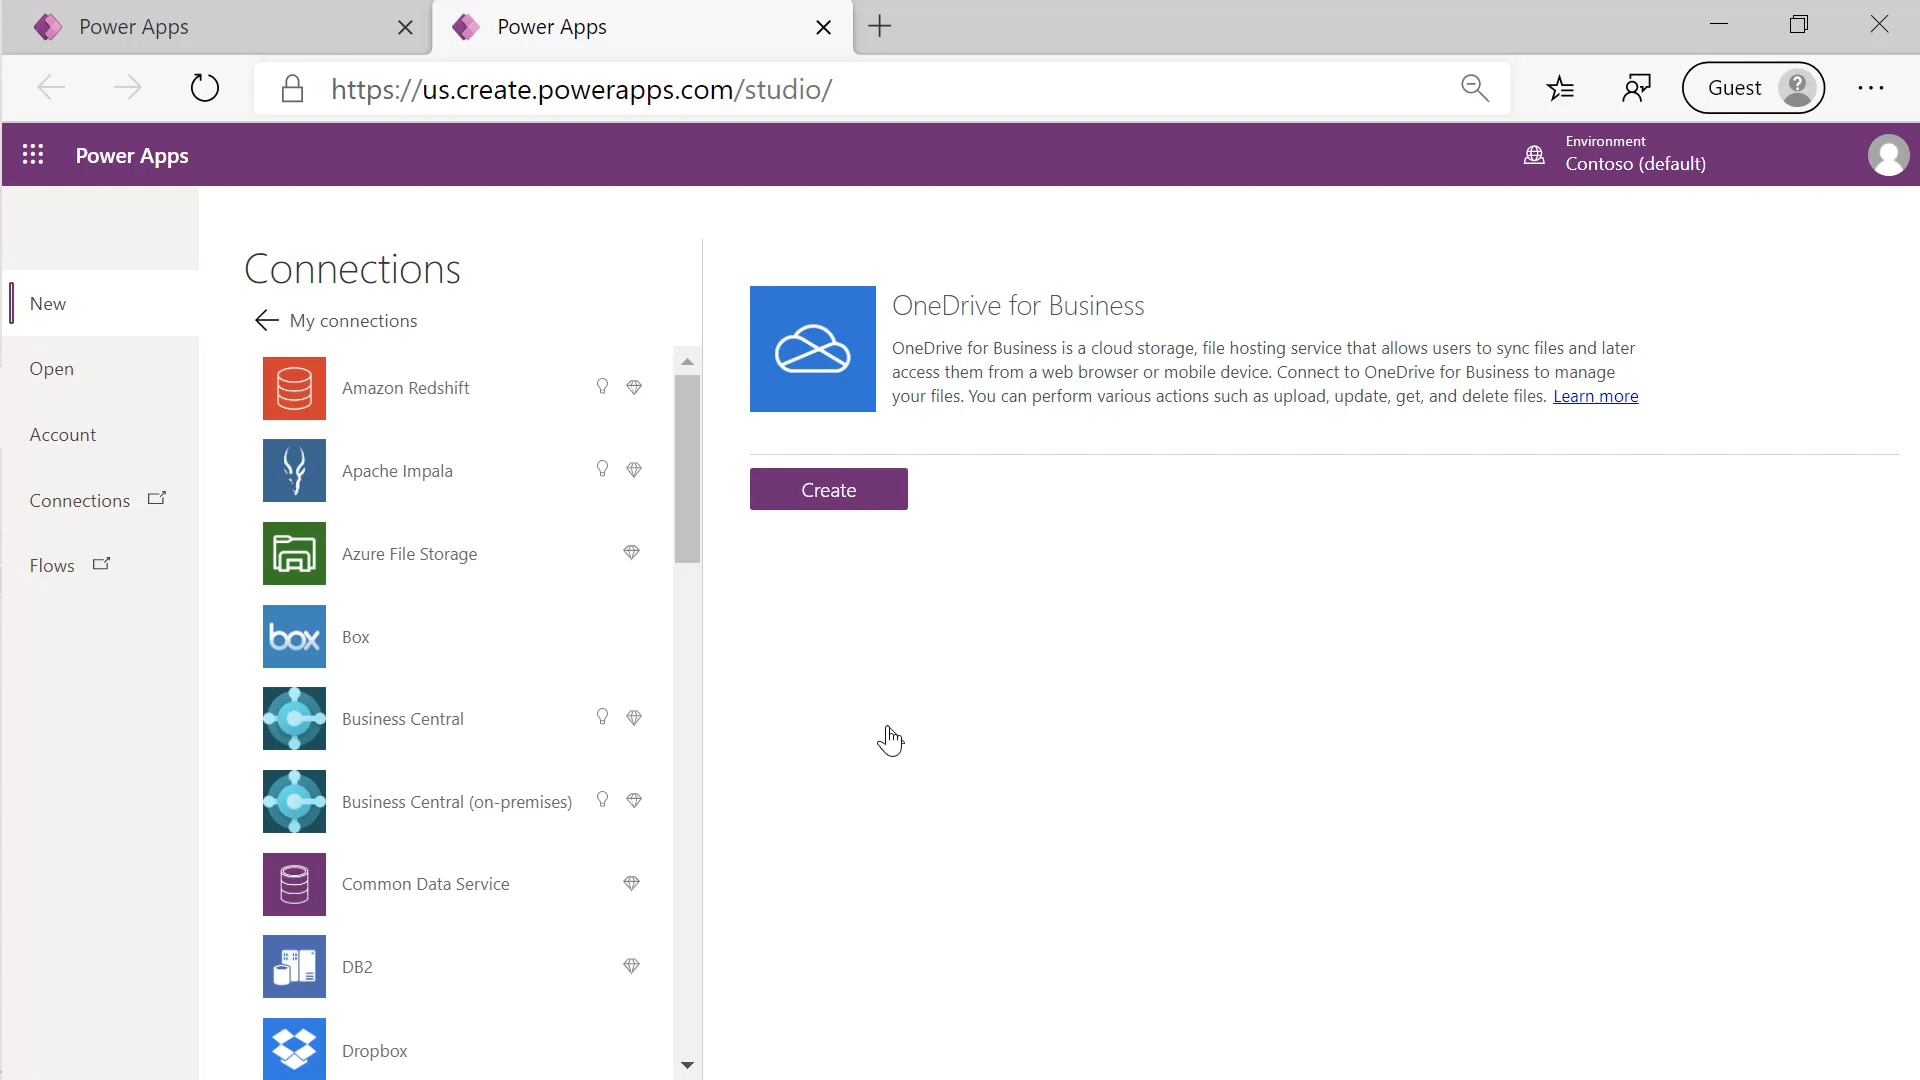 Power Apps
Power Apps
https://us.create.powerapps.com/studio/
Guest
Power Apps
Environment
Contoso (default)
New
Open
Account
Connections
Flows
Connections
My connections
Amazon Redshift
Apache Impala
Azure File Storage
box
Box
Business Central
Business Central (on-premises)
Common Data Service
DB2
Dropbox
OneDrive for Business
OneDrive for Business is a cloud storage, file hosting service that allows users to sync files and later
access them from a web browser or mobile device. Connect to OneDrive for Business to manage
your files. You can perform various actions such as upload, update, get, and delete files. Learn more
Create